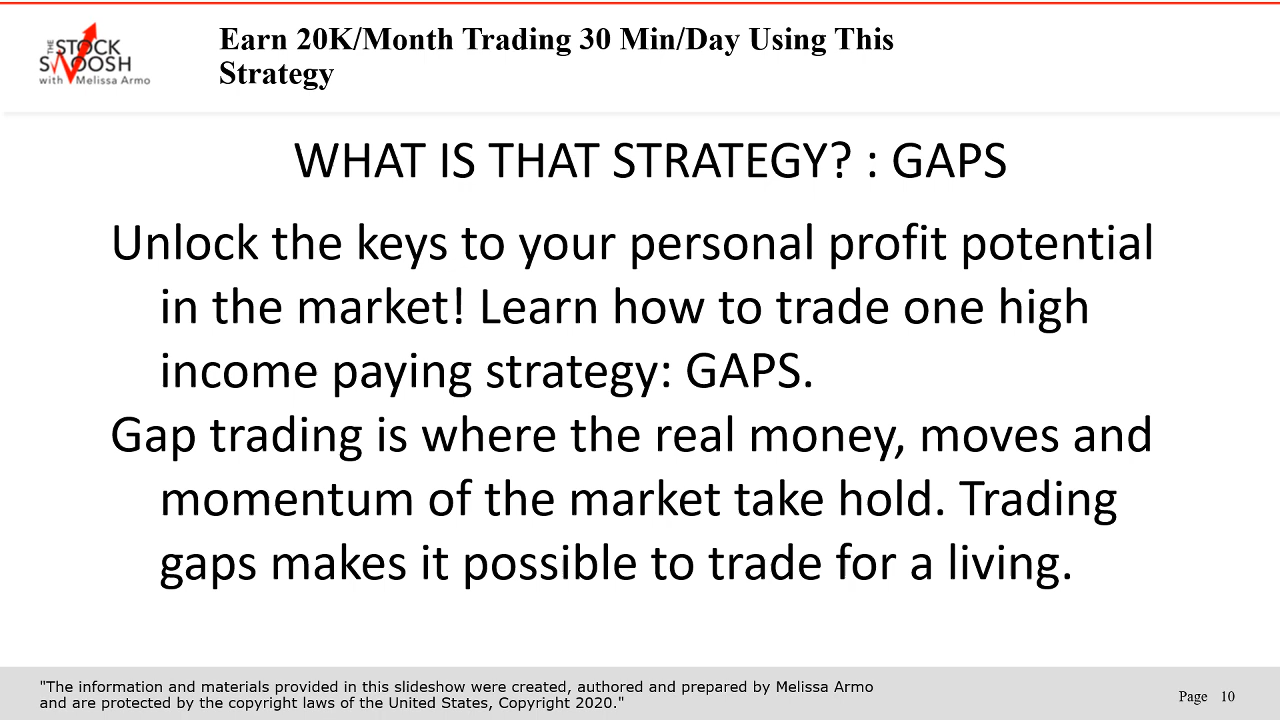 THE STOCK
SWOOSH
with Melissa Armo
Earn 20K/Month Trading 30 Min/Day Using This
Strategy
WHAT IS THAT STRATEGY? : GAPS
Unlock the keys to your personal profit potential
in the market! Learn how to trade one high
income paying strategy: GAPS.
Gap trading is where the real money, moves and
momentum of the market take hold. Trading
gaps makes it possible to trade for a living.
"The information and materials provided in this slideshow were created, authored and prepared by Melissa Armo
and are protected by the copyright laws of the United States, Copyright 2020."
Page 10